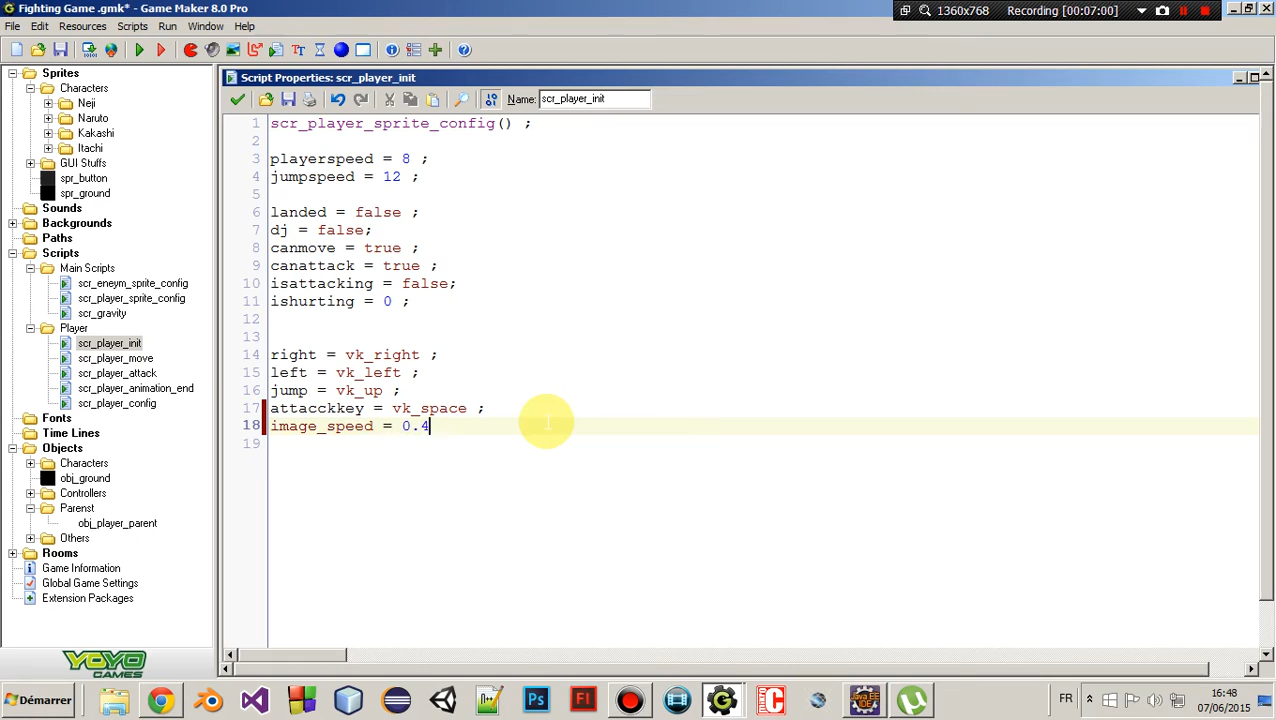 Fighting Game .gmk* - Game Maker 8.0 Pro
1360x768 Recording [00:07:00]
File Edit Resources Scripts Run Window Help
Sprites
Characters
Neji
Naruto
Kakashi
Itachi
GUI Stuffs
spr_button
spr_ground
Sounds
Backgrounds
Paths
Scripts
Main Scripts
scr_eneym_sprite_config
scr_player_sprite_config
scr_gravity
Player
scr_player_init
scr_player_move
scr_player_attack
scr_player_animation_end
scr_player_config
Fonts
Time Lines
Objects
Characters
obj_ground
Controllers
Parenst
obj_player_parent
Others
Rooms
Game Information
Global Game Settings
Extension Packages
YOYO
GAMES
Script Properties: scr_player_init
Name: scr_player_init
1 scr_player_sprite_config() ;
2
3 playerspeed = 8 ;
4 jumpspeed = 12 ;
5
6 landed = false ;
7 dj = false;
8 canmove = true ;
9 canattack = true ;
10 isattacking = false;
11 ishurting = 0 ;
12
13
14 right = vk_right ;
15 left = vk_left ;
16 jump = vk_up ;
17 attacckkey = vk_space ;
18 image_speed = 0.4
19
Démarrer
Ps
Fl
Java EE
IDE
FR
16:48
07/06/2015